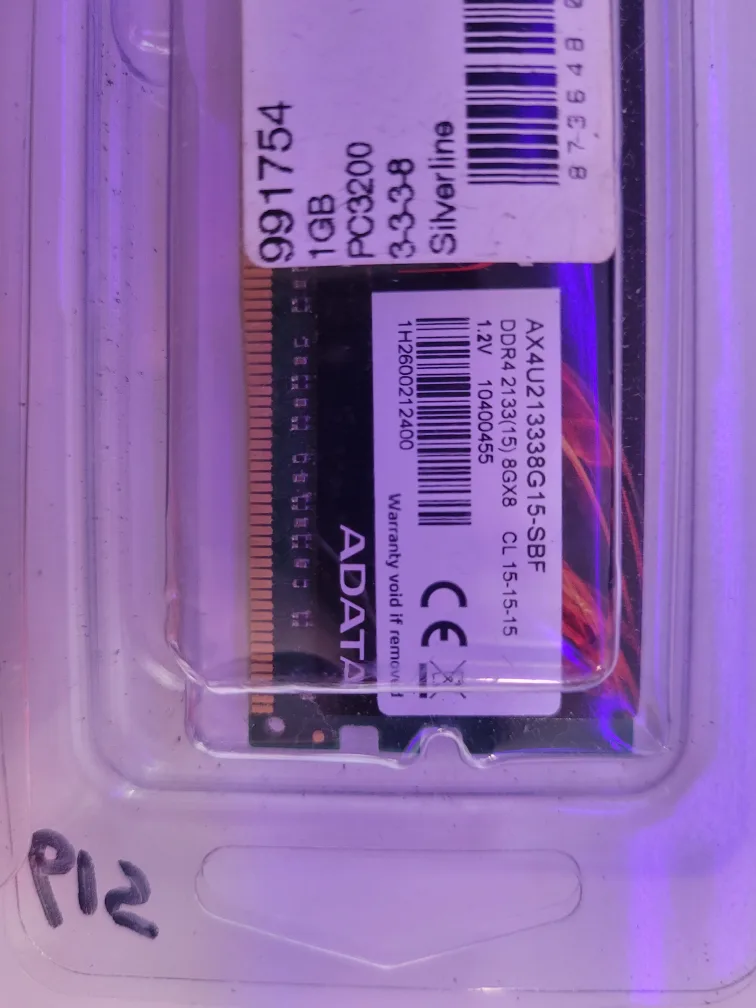 991754
1GB
PC3200
3-3-3-8
Silverline
AX4U213338G15-SBF
DDR4 2133(15) 8GX8 CL 15-15-15
1.2V 10400455
1H2600212400
Warranty void if removed
CE
ADATA
P12